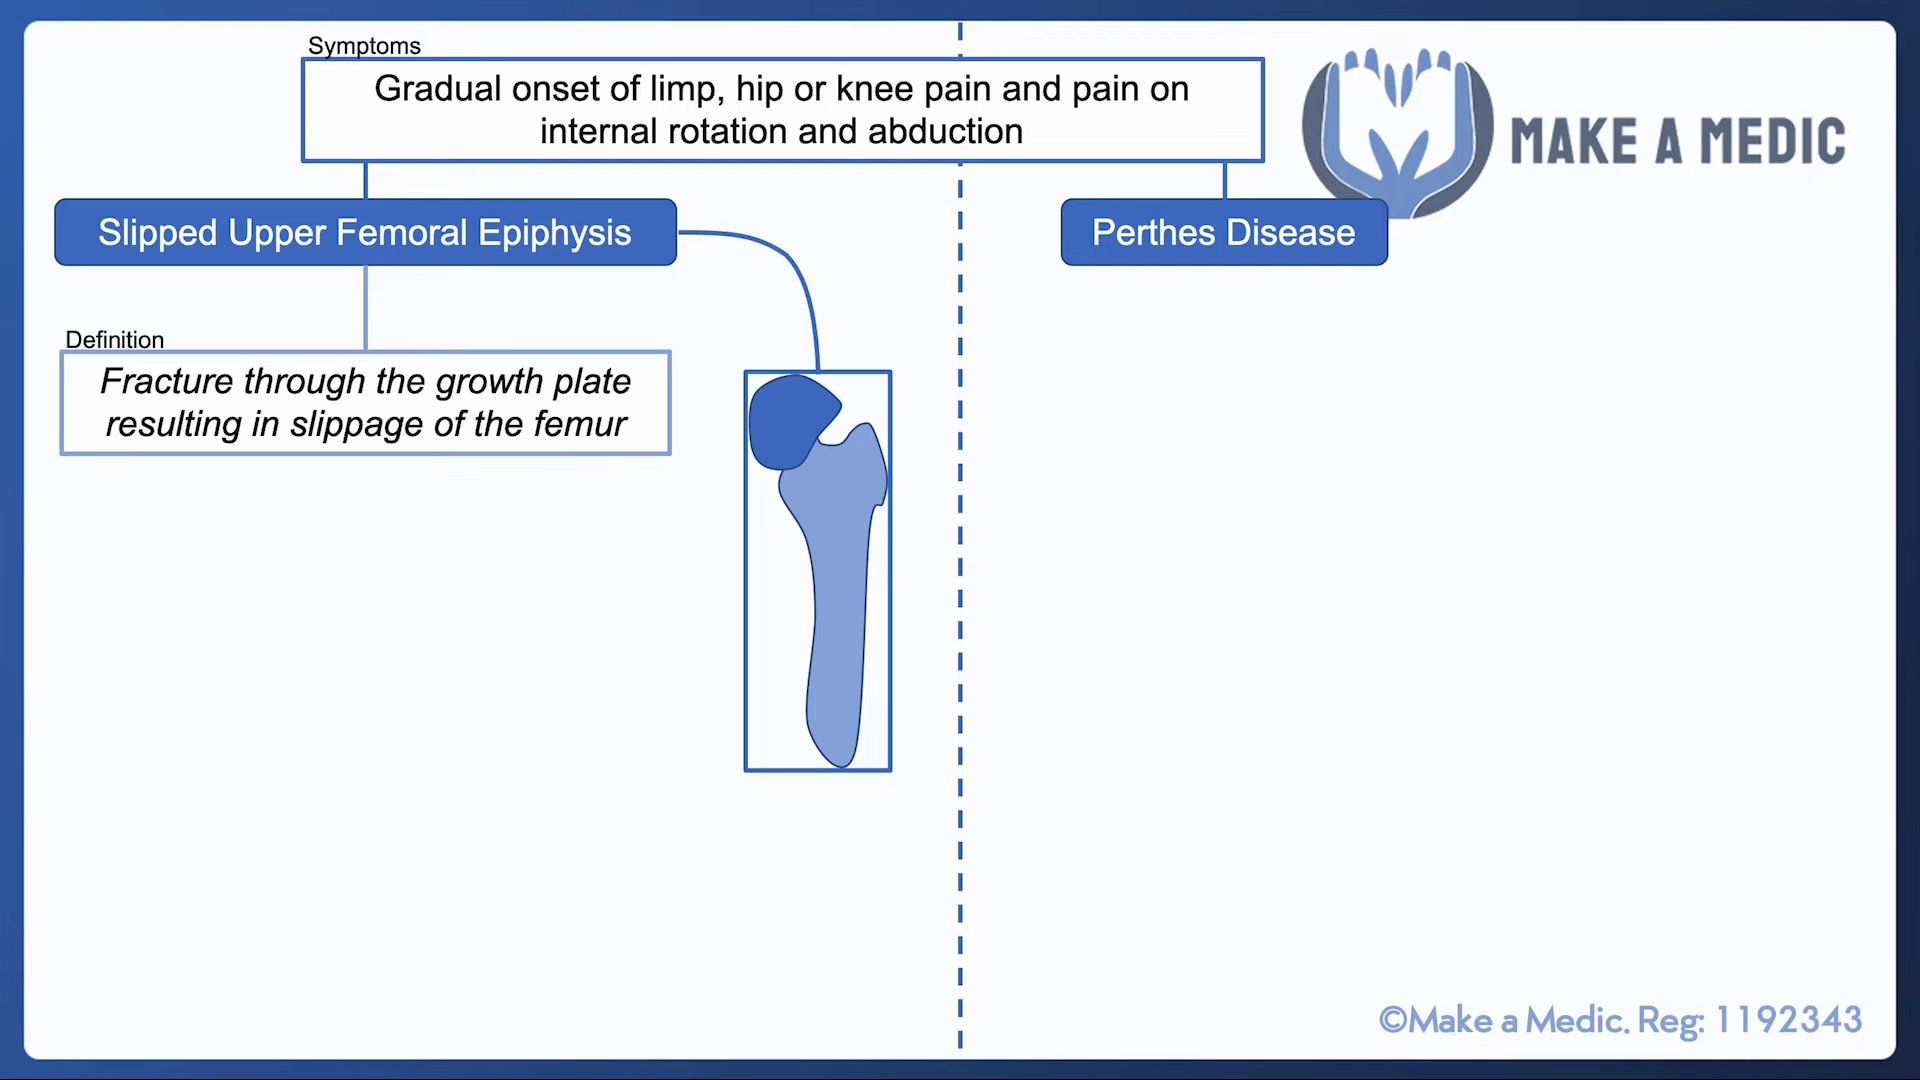 Symptoms
Gradual onset of limp, hip or knee pain and pain on
internal rotation and abduction
MAKE A MEDIC
Slipped Upper Femoral Epiphysis
Perthes Disease
Definition
Fracture through the growth plate
resulting in slippage of the femur
©Make a Medic. Reg: 1192343